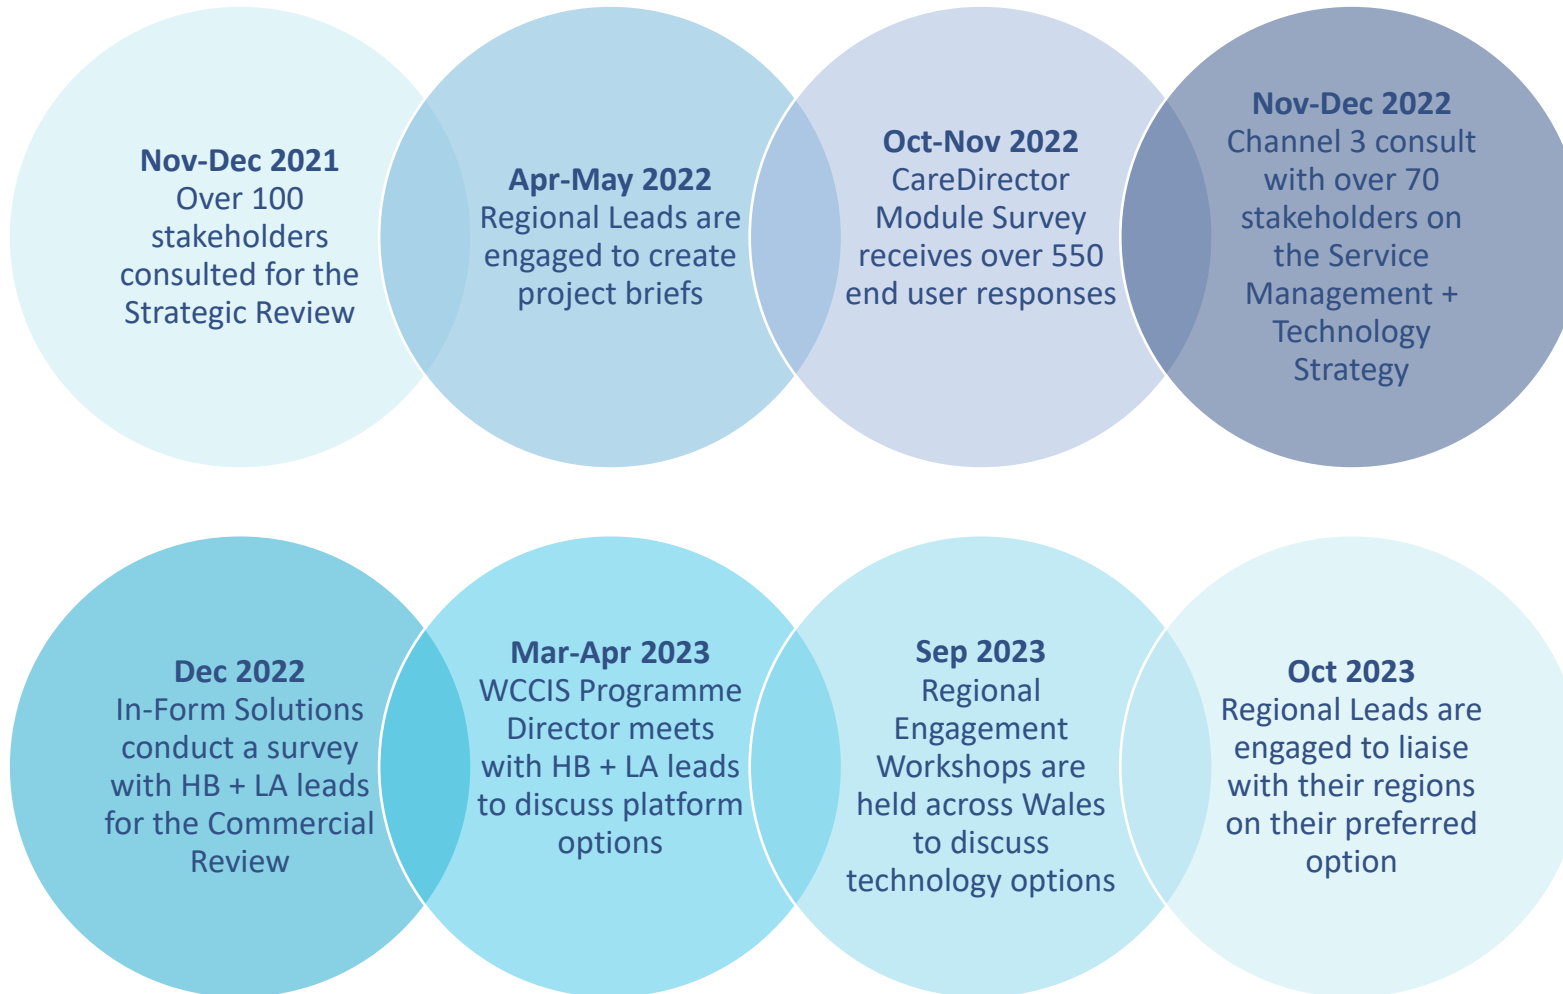 Nov-Dec 2021
Over 100
stakeholders
consulted for the
Strategic Review
Apr-May 2022
Regional Leads are
engaged to create
project briefs
Oct-Nov 2022
CareDirector
Module Survey
receives over 550
end user responses
Nov-Dec 2022
Channel 3 consult
with over 70
stakeholders on
the Service
Management +
Technology
Strategy
Dec 2022
In-Form Solutions
conduct a survey
with HB + LA leads
for the Commercial
Review
Mar-Apr 2023
WCCIS Programme
Director meets
with HB + LA leads
to discuss platform
options
Sep 2023
Regional
Engagement
Workshops are
held across Wales
to discuss
technology options
Oct 2023
Regional Leads are
engaged to liaise
with their regions
on their preferred
option